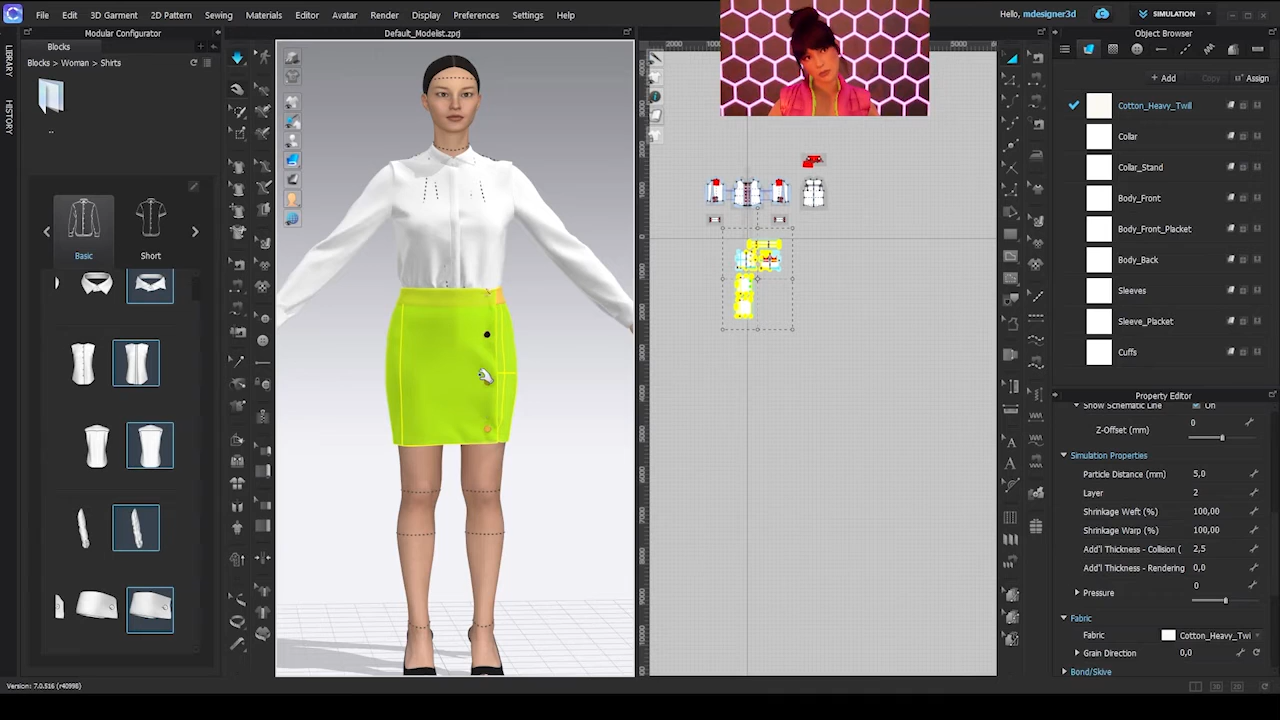 File Edit 3D Garment 2D Pattern Sewing Materials Editor Avatar Render Display Preferences Settings Help
Hello, mdesigner3d
SIMULATION
Modular Configurator
Default_Modelist.zprj
Object Browser
LIBRARY
HISTORY
Blocks
Blocks > Woman > Shirts
..
Basic
Short
2000
5000
Add
Copy
Assign
Cotton_Heavy_Twill
Collar
Collar_Stand
Body_Front
Body_Front_Placket
Body_Back
Sleeves
Sleeve_Placket
Cuffs
Property Editor
Show Schematic Line On
Z-Offset (mm) 0
Simulation Properties
Particle Distance (mm) 5,0
Layer 2
Shrinkage Weft (%) 100,00
Shrinkage Warp (%) 100,00
Add'l Thickness - Collision ( 2,5
Add'l Thickness - Rendering 0,0
Pressure 0
Fabric
Fabric Cotton_Heavy_Twi
Grain Direction 0,0
Bond/Skive
Version: 7.0.516 (r40998)
3D
2D